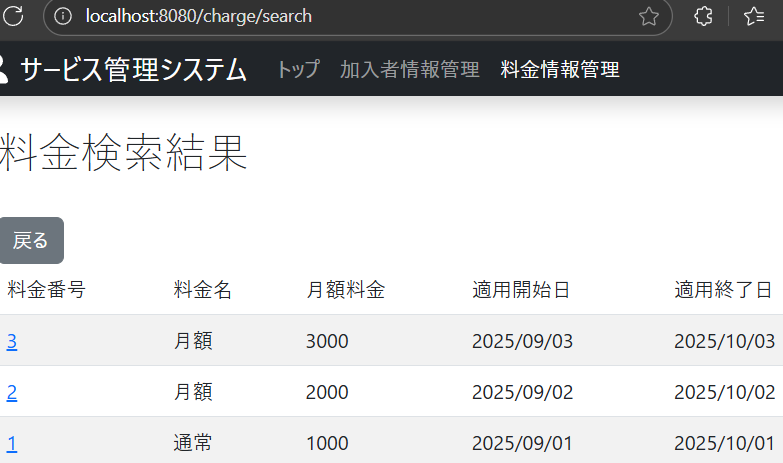 localhost:8080/charge/search
サービス管理システム トップ 加入者情報管理 料金情報管理
料金検索結果
戻る
料金番号 料金名 月額料金 適用開始日 適用終了日
3 月額 3000 2025/09/03 2025/10/03
2 月額 2000 2025/09/02 2025/10/02
1 通常 1000 2025/09/01 2025/10/01